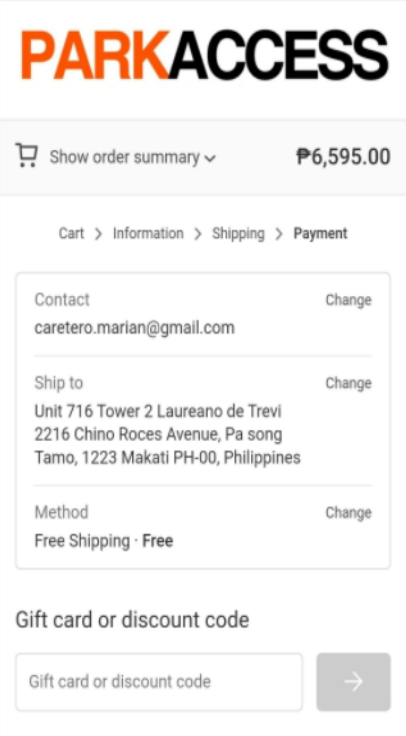 PARKACCESS
Show order summary
₱6,595.00
Cart > Information > Shipping > Payment
Contact
Change
caretero.marian@gmail.com
Ship to
Change
Unit 716 Tower 2 Laureano de Trevi
2216 Chino Roces Avenue, Pa song
Tamo, 1223 Makati PH-00, Philippines
Method
Change
Free Shipping · Free
Gift card or discount code
Gift card or discount code